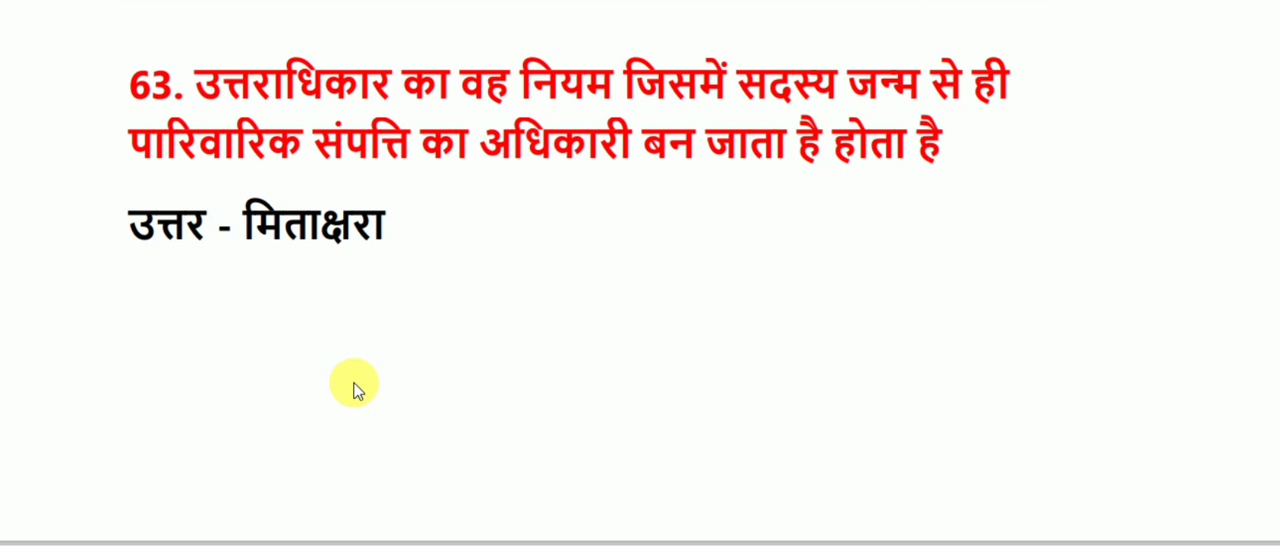 63. उत्तराधिकार का वह नियम जिसमें सदस्य जन्म से ही
पारिवारिक संपत्ति का अधिकारी बन जाता है होता है
उत्तर - मिताक्षरा